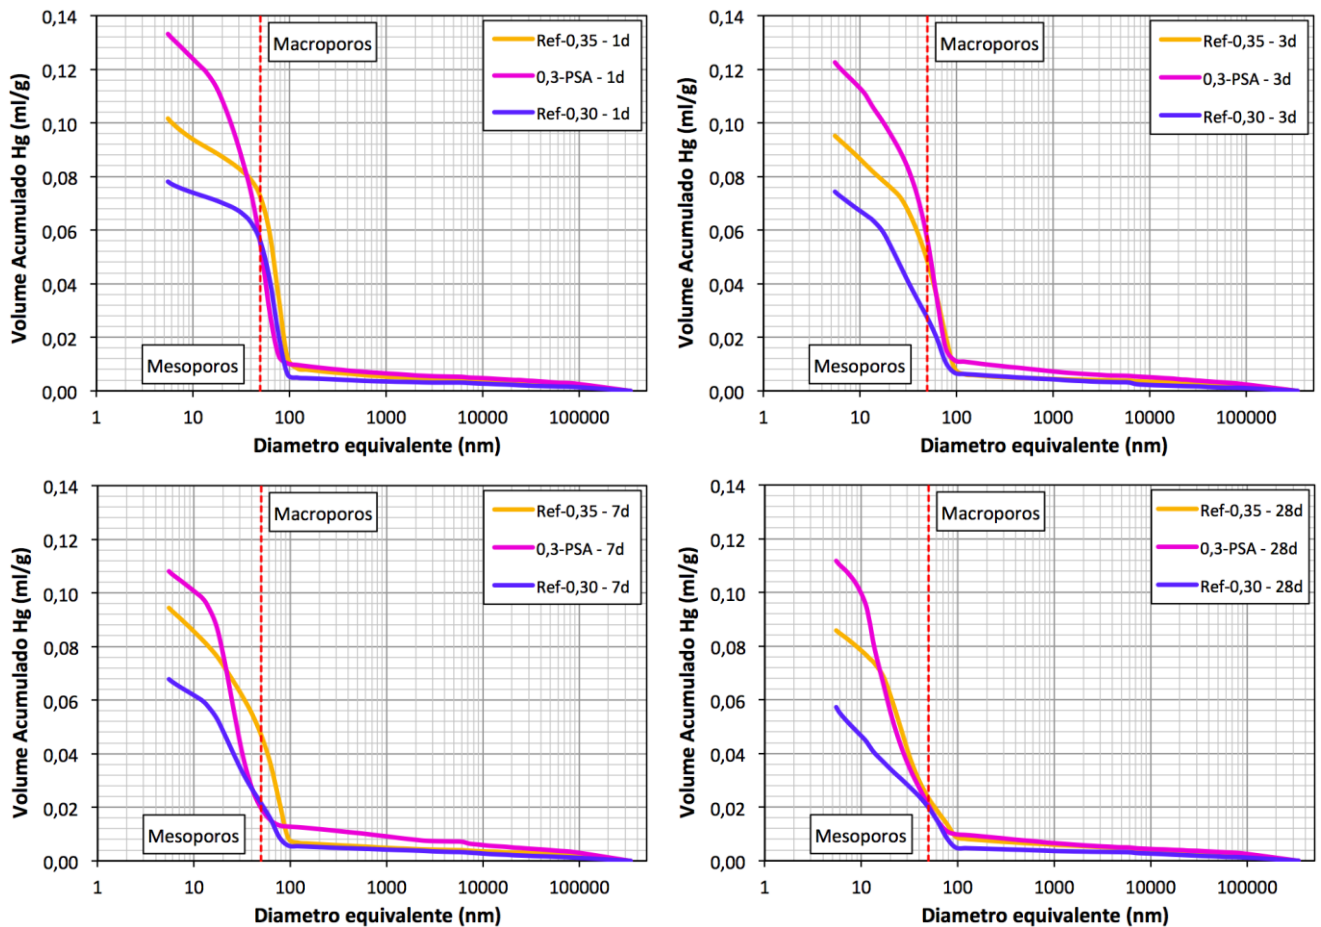 0,14
0,12
0,10
0,08
0,06
0,04
0,02
0,00
Volume Acumulado Hg (ml/g)
Macroporos
Mesoporos
Ref-0,35 - 1d
0,3-PSA - 1d
Ref-0,30 - 1d
1 10 100 1000 10000 100000
Diametro equivalente (nm)
0,14
0,12
0,10
0,08
0,06
0,04
0,02
0,00
Volume Acumulado Hg (ml/g)
Macroporos
Mesoporos
Ref-0,35 - 3d
0,3-PSA - 3d
Ref-0,30 - 3d
1 10 100 1000 10000 100000
Diametro equivalente (nm)
0,14
0,12
0,10
0,08
0,06
0,04
0,02
0,00
Volume Acumulado Hg (ml/g)
Macroporos
Mesoporos
Ref-0,35 - 7d
0,3-PSA - 7d
Ref-0,30 - 7d
1 10 100 1000 10000 100000
Diametro equivalente (nm)
0,14
0,12
0,10
0,08
0,06
0,04
0,02
0,00
Volume Acumulado Hg (ml/g)
Macroporos
Mesoporos
Ref-0,35 - 28d
0,3-PSA - 28d
Ref-0,30 - 28d
1 10 100 1000 10000 100000
Diametro equivalente (nm)